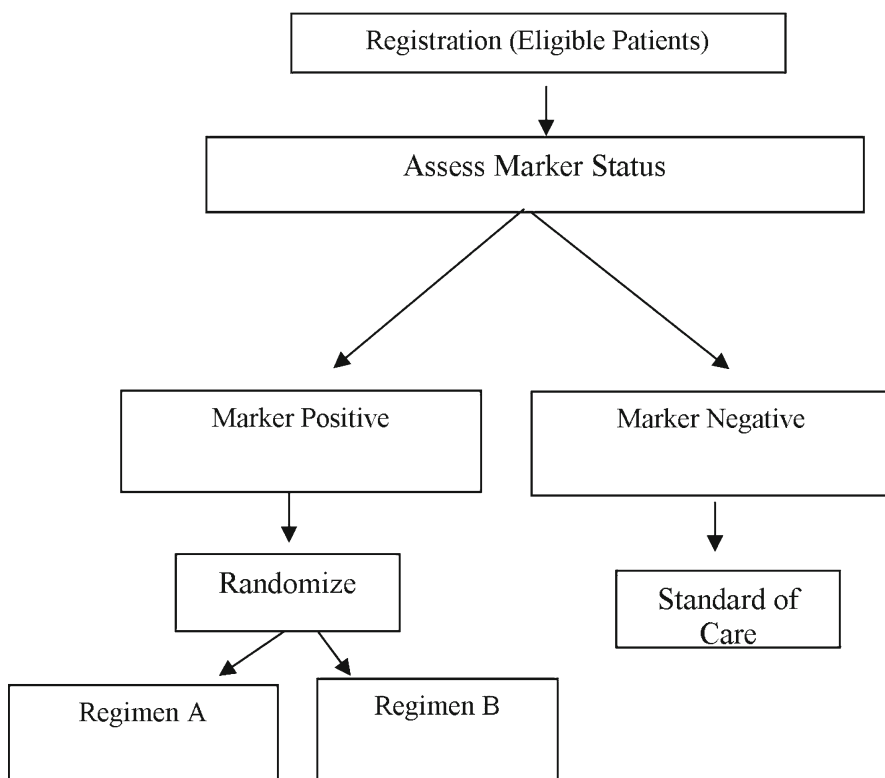 Registration (Eligible Patients)
Assess Marker Status
Marker Positive
Marker Negative
Randomize
Standard of
Care
Regimen A
Regimen B